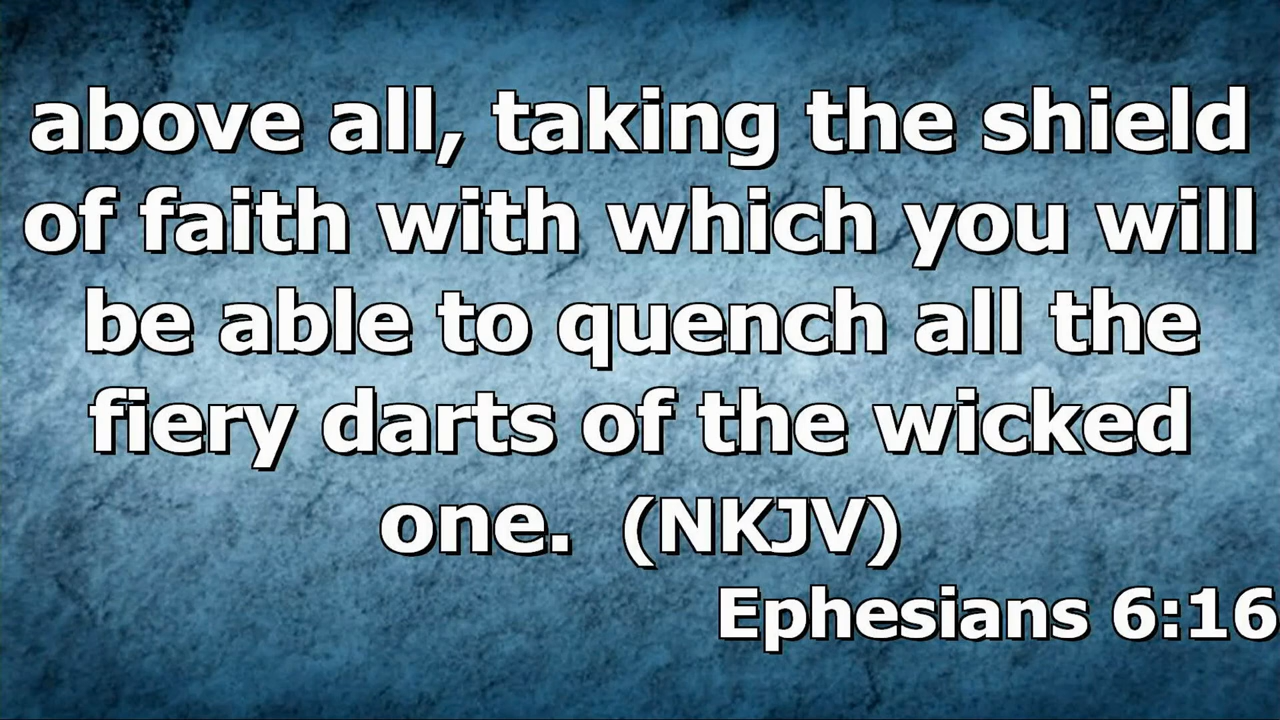 above all, taking the shield
of faith with which you will
be able to quench all the
fiery darts of the wicked
one.  (NKJV)
Ephesians 6:16